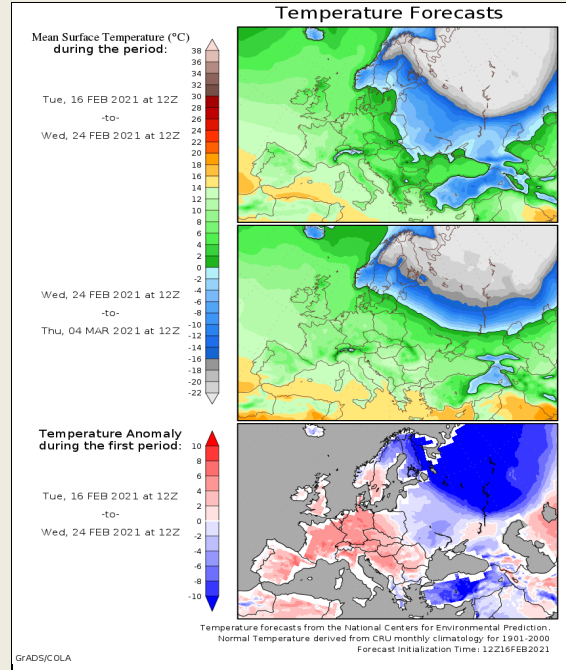 Temperature Forecasts
Mean Surface Temperature (°C)
during the period:
38
36
34
32
30
28
26
24
22
20
18
16
14
12
10
8
6
4
2
0
-2
-4
-6
-8
-10
-12
-14
-16
-18
-20
-22
Tue, 16 FEB 2021 at 12Z
-to-
Wed, 24 FEB 2021 at 12Z
Wed, 24 FEB 2021 at 12Z
-to-
Thu, 04 MAR 2021 at 12Z
Temperature Anomaly
during the first period:
10
8
6
4
2
0
-2
-4
-6
-8
-10
Tue, 16 FEB 2021 at 12Z
-to-
Wed, 24 FEB 2021 at 12Z
Temperature forecasts from the National Centers for Environmental Prediction.
Normal Temperature derived from CRU monthly climatology for 1901-2000
Forecast Initialization Time: 12Z16FEB2021
GrADS/COLA